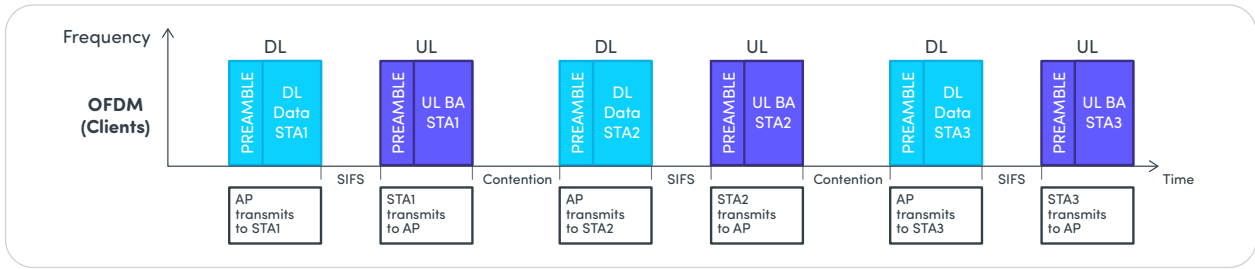 Frequency
DL
UL
DL
UL
DL
UL
OFDM
(Clients)
PREAMBLE
DL
Data
STA1
PREAMBLE
UL BA
STA1
PREAMBLE
DL
Data
STA2
PREAMBLE
UL BA
STA2
PREAMBLE
DL
Data
STA3
PREAMBLE
UL BA
STA3
SIFS
Contention
SIFS
Contention
SIFS
Time
AP
transmits
to STA1
STA1
transmits
to AP
AP
transmits
to STA2
STA2
transmits
to AP
AP
transmits
to STA3
STA3
transmits
to AP